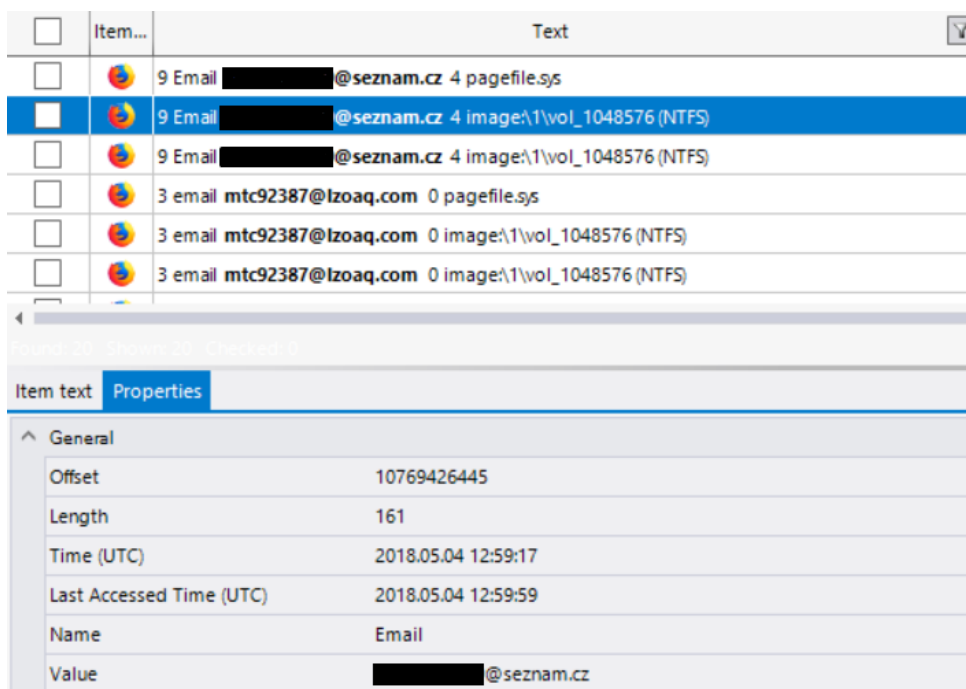 Item... Text
9 Email @seznam.cz 4 pagefile.sys
9 Email @seznam.cz 4 image:\1\vol_1048576 (NTFS)
9 Email @seznam.cz 4 image:\1\vol_1048576 (NTFS)
3 email mtc92387@lzoaq.com 0 pagefile.sys
3 email mtc92387@lzoaq.com 0 image:\1\vol_1048576 (NTFS)
3 email mtc92387@lzoaq.com 0 image:\1\vol_1048576 (NTFS)
Found: 20 Shown: 20 Checked: 0
Item text Properties
General
Offset 10769426445
Length 161
Time (UTC) 2018.05.04 12:59:17
Last Accessed Time (UTC) 2018.05.04 12:59:59
Name Email
Value @seznam.cz